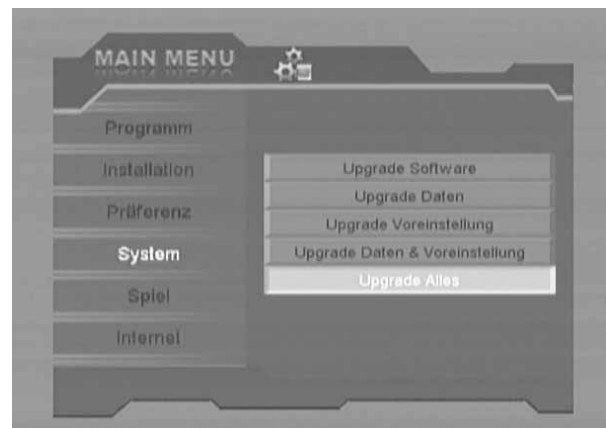 MAIN MENU
Programm
Installation
Präferenz
System
Spiel
Internet
Upgrade Software
Upgrade Daten
Upgrade Voreinstellung
Upgrade Daten & Voreinstellung
Upgrade Alles